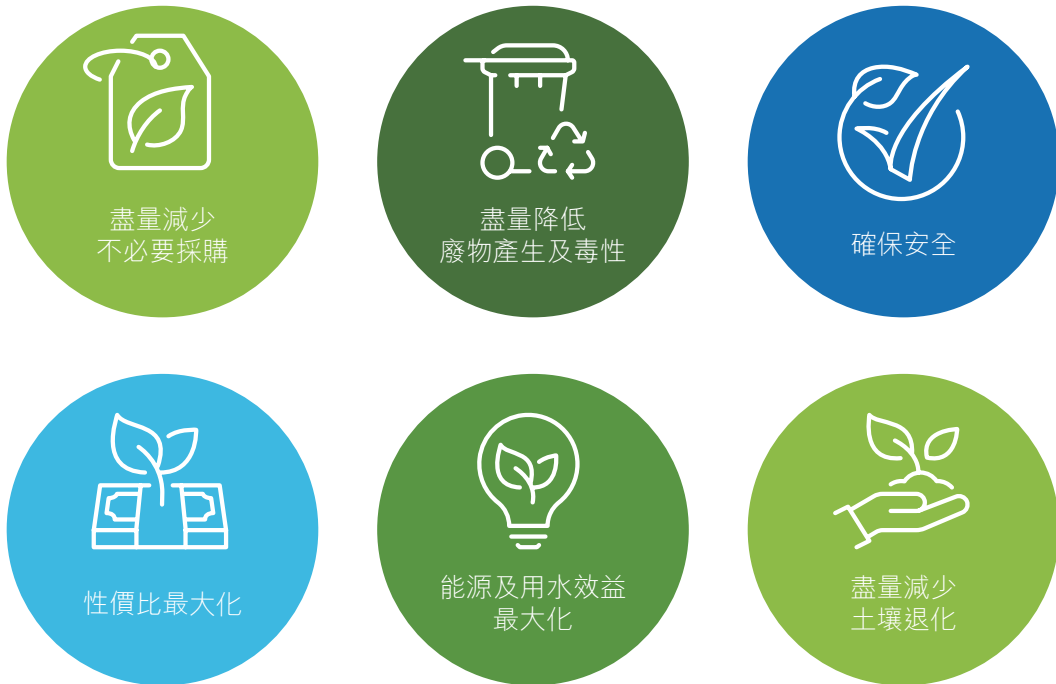 盡量減少
不必要採購
盡量降低
廢物產生及毒性
確保安全
性價比最大化
能源及用水效益
最大化
盡量減少
土壤退化